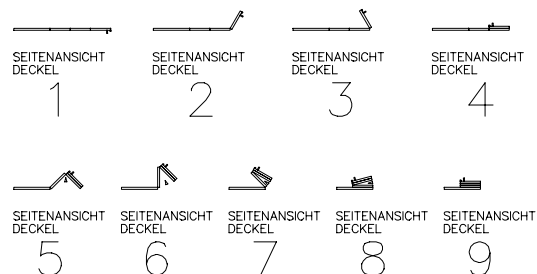 SEITENANSICHT
DECKEL
1
SEITENANSICHT
DECKEL
2
SEITENANSICHT
DECKEL
3
SEITENANSICHT
DECKEL
4
SEITENANSICHT
DECKEL
5
SEITENANSICHT
DECKEL
6
SEITENANSICHT
DECKEL
7
SEITENANSICHT
DECKEL
8
SEITENANSICHT
DECKEL
9